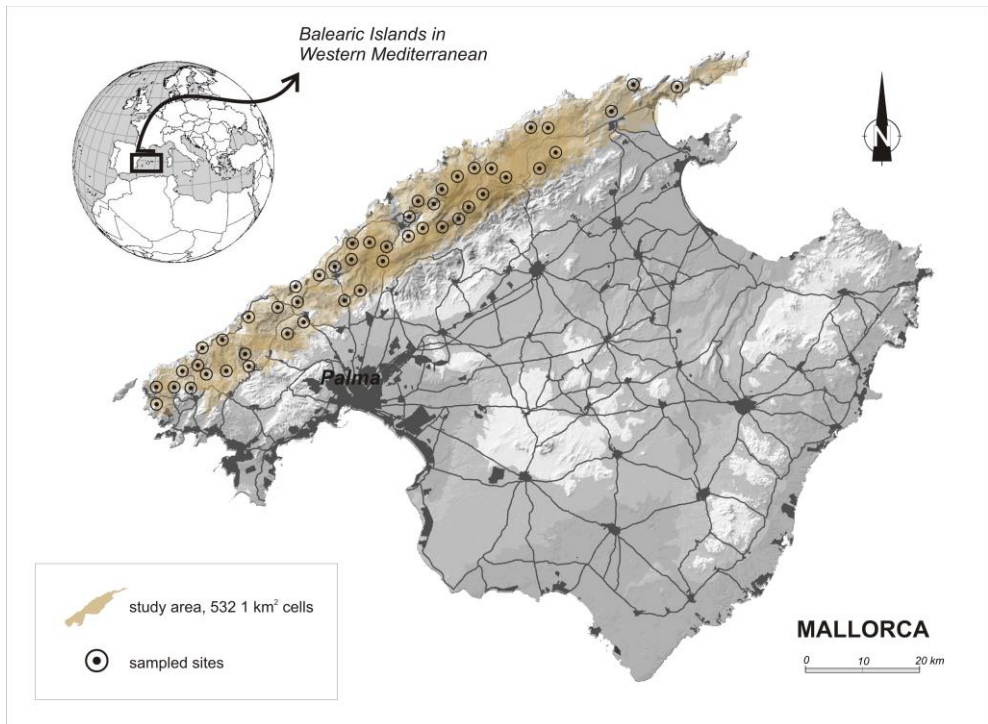 Balearic Islands in
Western Mediterranean
N
Palma
study area, 532 1 km² cells
sampled sites
MALLORCA
0 10 20 km